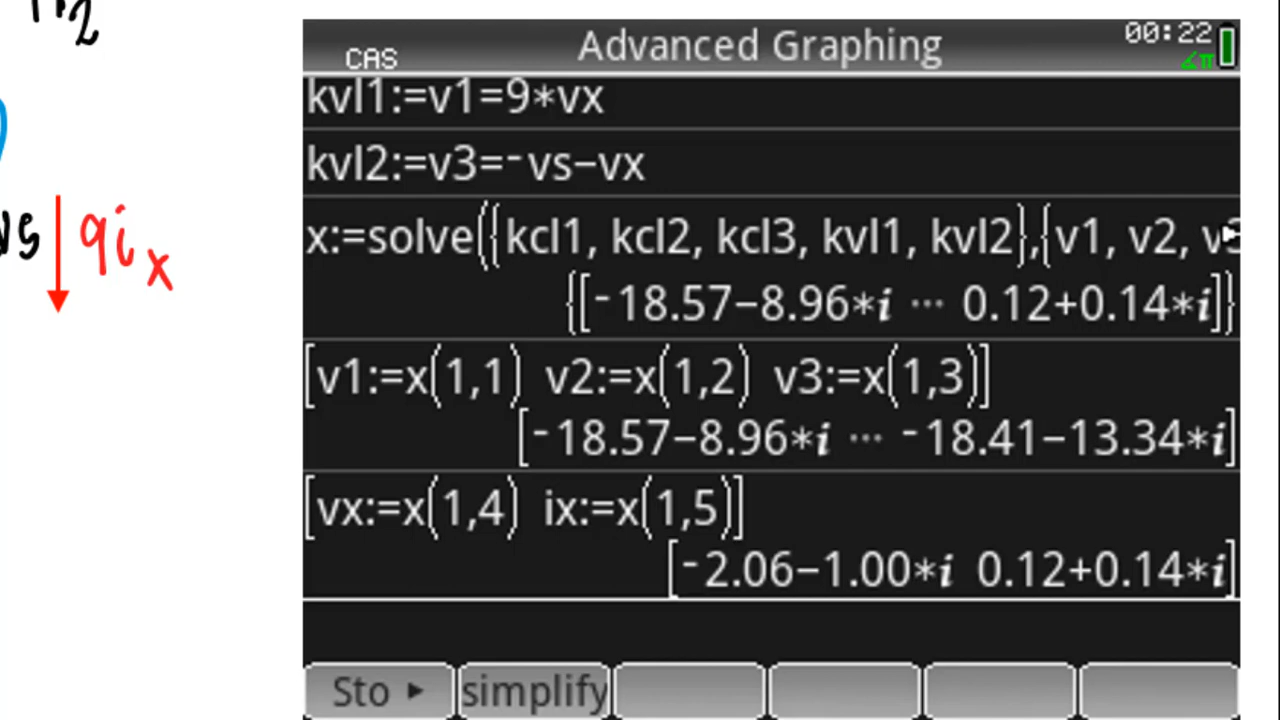 00:22
CAS Advanced Graphing
kvl1:=v1=9*vx
kvl2:=v3=-vs-vx
x:=solve({kcl1, kcl2, kcl3, kvl1, kvl2},{v1, v2, v3
{[-18.57-8.96*i ··· 0.12+0.14*i]}
[v1:=x(1,1) v2:=x(1,2) v3:=x(1,3)]
[-18.57-8.96*i ··· -18.41-13.34*i]
[vx:=x(1,4) ix:=x(1,5)]
[-2.06-1.00*i 0.12+0.14*i]
Sto ▸ simplify
vs 9ix